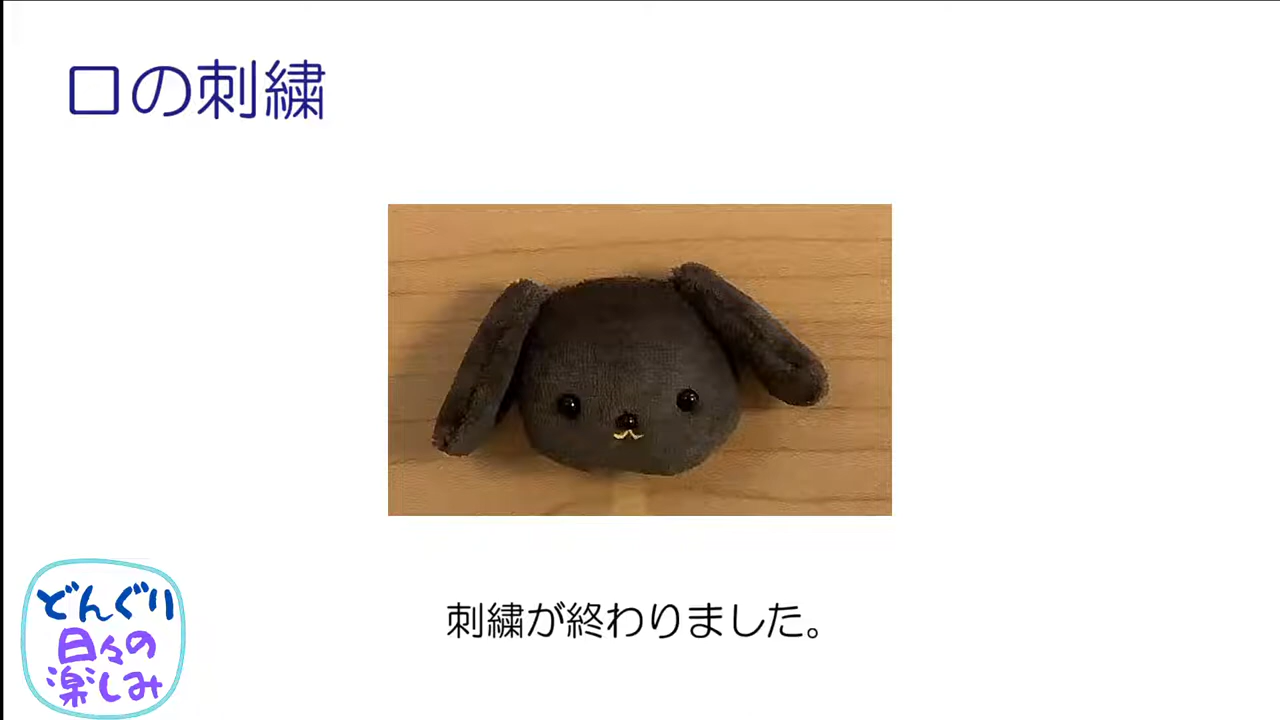 口の刺繍
刺繍が終わりました。
どんぐり
日々の
楽しみ